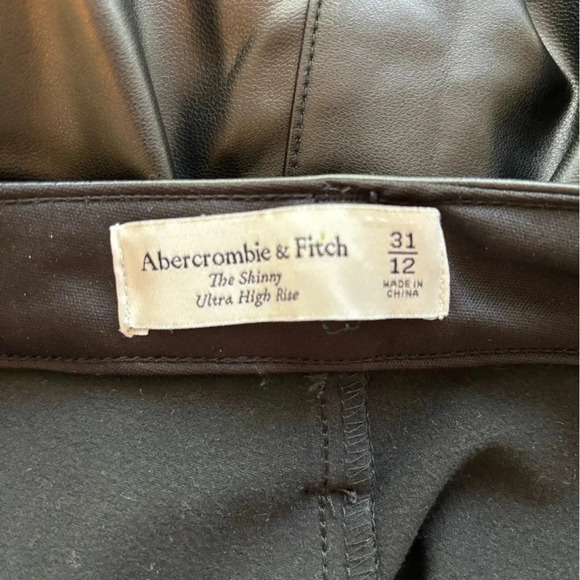 Abercrombie & Fitch
The Skinny
Ultra High Rise
31
12
MADE IN
CHINA